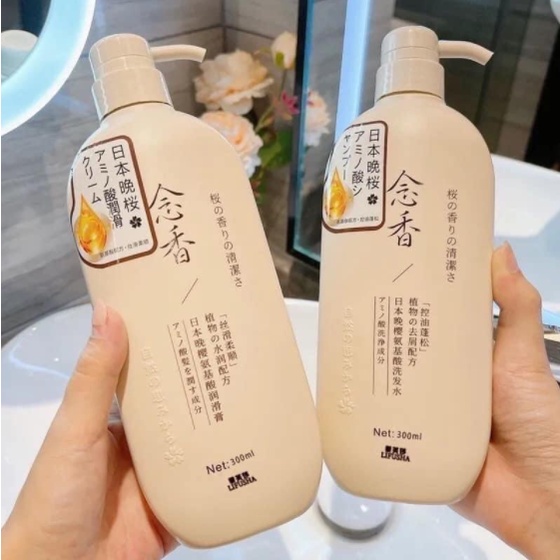 日本晩桜
アミノ酸潤滑
クリーム
念香
桜の香りの清潔さ
「丝滑柔顺」
植物の水润配方
日本晚樱氨基酸润滑膏
アミノ酸髪を潤す成分
Net: 300ml
LIFUSHA
日本晩桜
アミノ酸シ
ャンプー
念香
桜の香りの清潔さ
「控油蓬松」
植物の去屑配方
日本晚樱氨基酸洗发水
アミノ酸洗浄成分
Net: 300ml
LIFUSHA